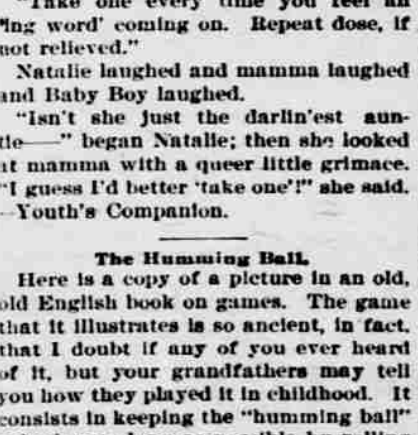 "Take one every time you feel an
'ing word' coming on. Repeat dose, if
not relieved."
Natalie laughed and mamma laughed
and Baby Boy laughed.
"Isn't she just the darlin'est aun-
tie——" began Natalie; then she looked
at mamma with a queer little grimace.
"I guess I'd better 'take one'!" she said.
—Youth's Companion.
The Humming Ball.
Here is a copy of a picture in an old,
old English book on games. The game
that it illustrates is so ancient, in fact,
that I doubt if any of you ever heard
of it, but your grandfathers may tell
you how they played it in childhood. It
consists in keeping the "humming ball"